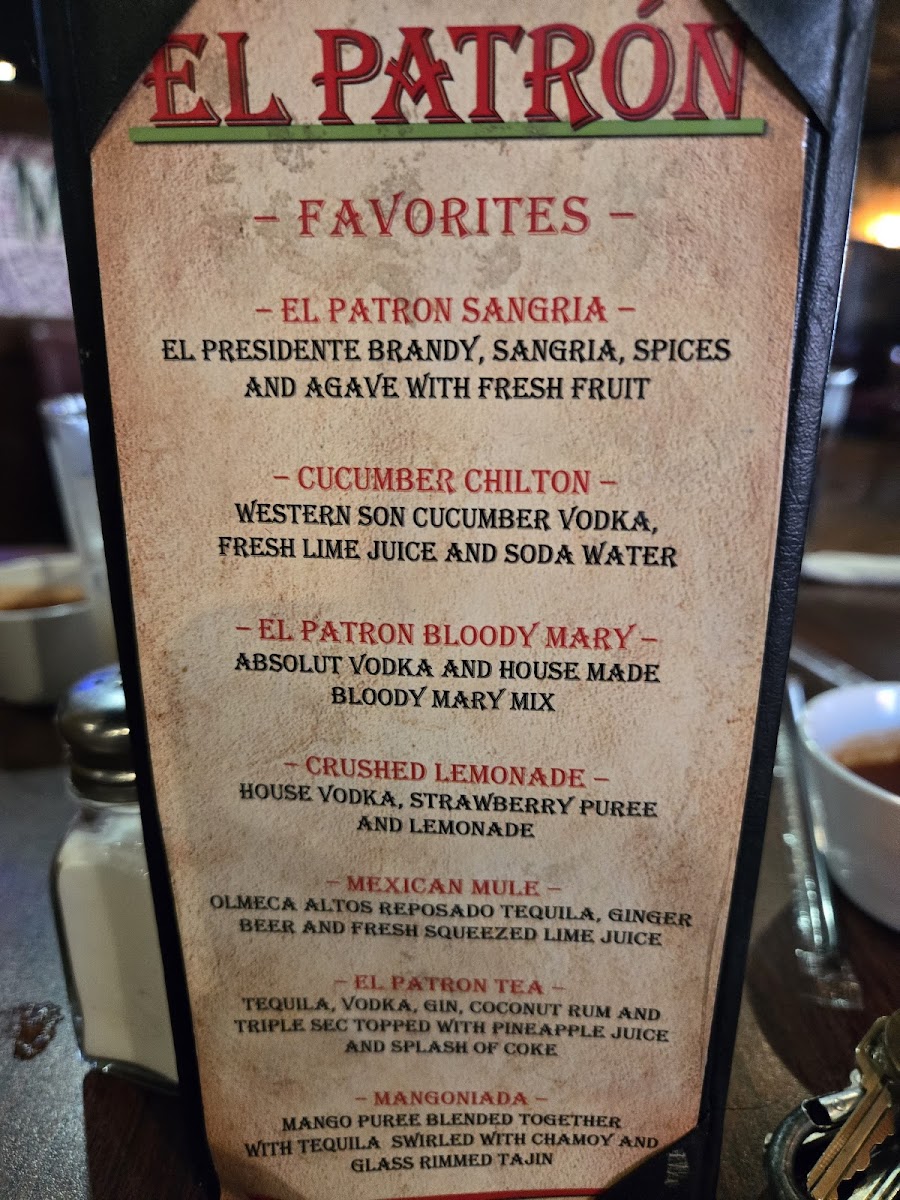 EL PATRÓN
– FAVORITES –
– EL PATRON SANGRIA –
EL PRESIDENTE BRANDY, SANGRIA, SPICES
AND AGAVE WITH FRESH FRUIT
– CUCUMBER CHILTON –
WESTERN SON CUCUMBER VODKA,
FRESH LIME JUICE AND SODA WATER
– EL PATRON BLOODY MARY –
ABSOLUT VODKA AND HOUSE MADE
BLOODY MARY MIX
– CRUSHED LEMONADE –
HOUSE VODKA, STRAWBERRY PUREE
AND LEMONADE
– MEXICAN MULE –
OLMECA ALTOS REPOSADO TEQUILA, GINGER
BEER AND FRESH SQUEEZED LIME JUICE
– EL PATRON TEA –
TEQUILA, VODKA, GIN, COCONUT RUM AND
TRIPLE SEC TOPPED WITH PINEAPPLE JUICE
AND SPLASH OF COKE
– MANGONIADA –
MANGO PUREE BLENDED TOGETHER
WITH TEQUILA SWIRLED WITH CHAMOY AND
GLASS RIMMED TAJIN